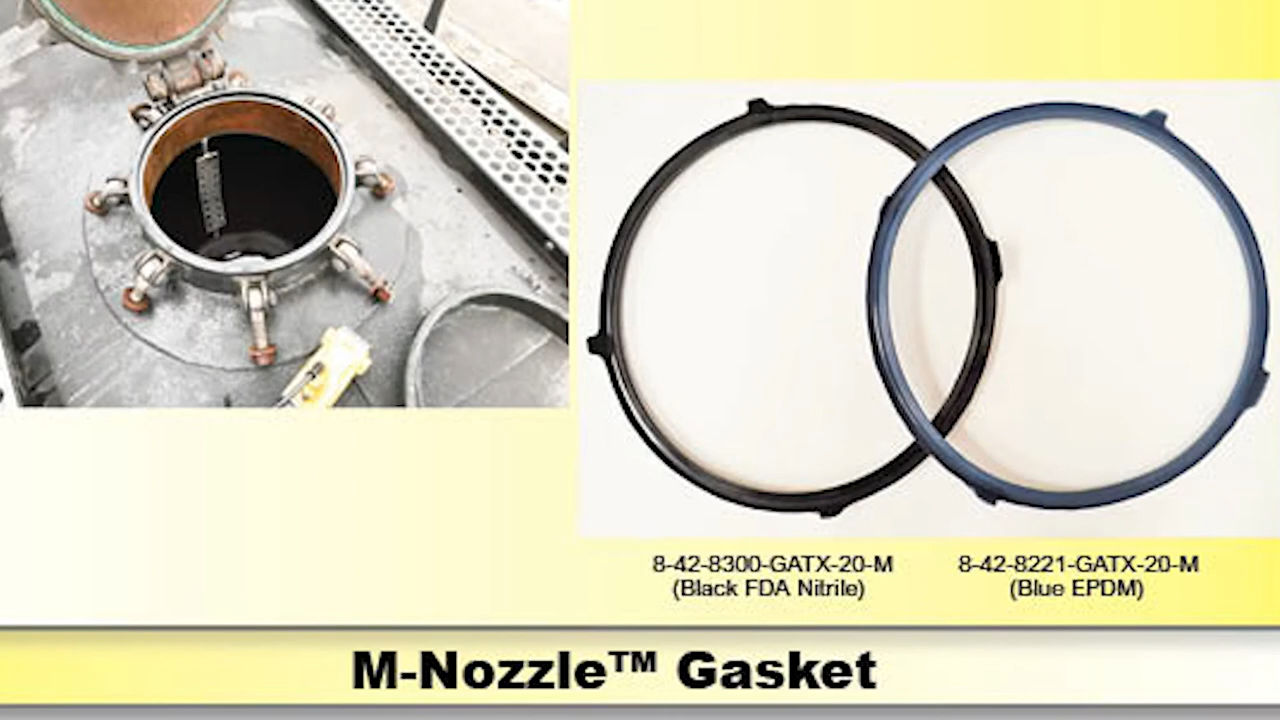 8-42-8300-GATX-20-M
(Black FDA Nitrile)
8-42-8221-GATX-20-M
(Blue EPDM)
M-Nozzle™ Gasket